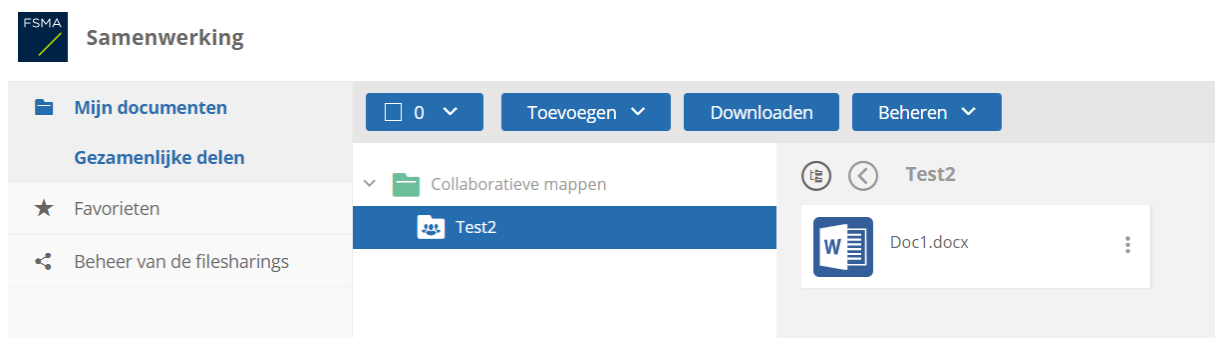 FSMA
Samenwerking
Mijn documenten
Gezamenlijke delen
Favorieten
Beheer van de filesharings
0
Toevoegen
Downloaden
Beheren
Collaboratieve mappen
Test2
Test2
W
Doc1.docx